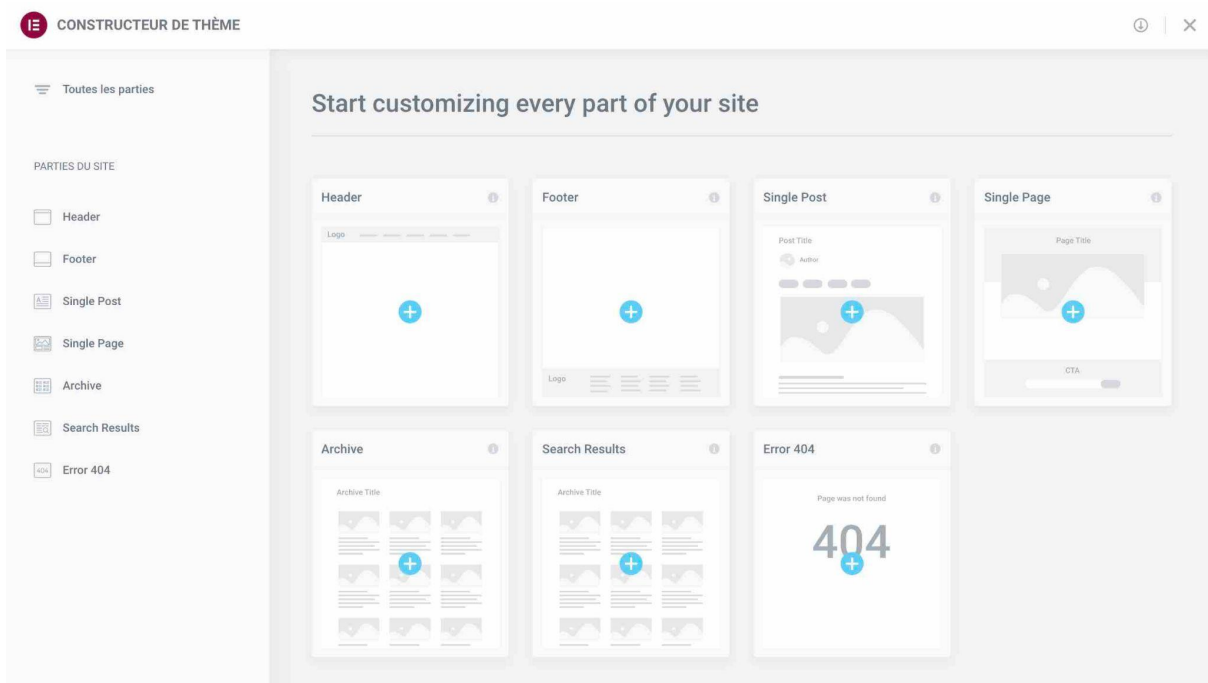 CONSTRUCTEUR DE THÈME
Toutes les parties
PARTIES DU SITE
Header
Footer
Single Post
Single Page
Archive
Search Results
Error 404
Start customizing every part of your site
Header
Footer
Single Post
Single Page
Logo
Logo
Post Title
Author
Page Title
CTA
Archive
Search Results
Error 404
Archive Title
Archive Title
Page was not found
404
404